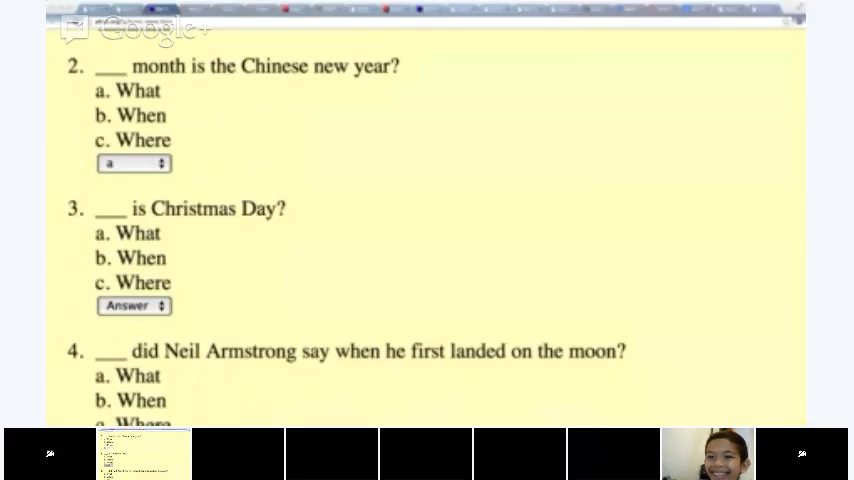 Google+
2. ___ month is the Chinese new year?
a. What
b. When
c. Where
a
3. ___ is Christmas Day?
a. What
b. When
c. Where
Answer
4. ___ did Neil Armstrong say when he first landed on the moon?
a. What
b. When
c. Where